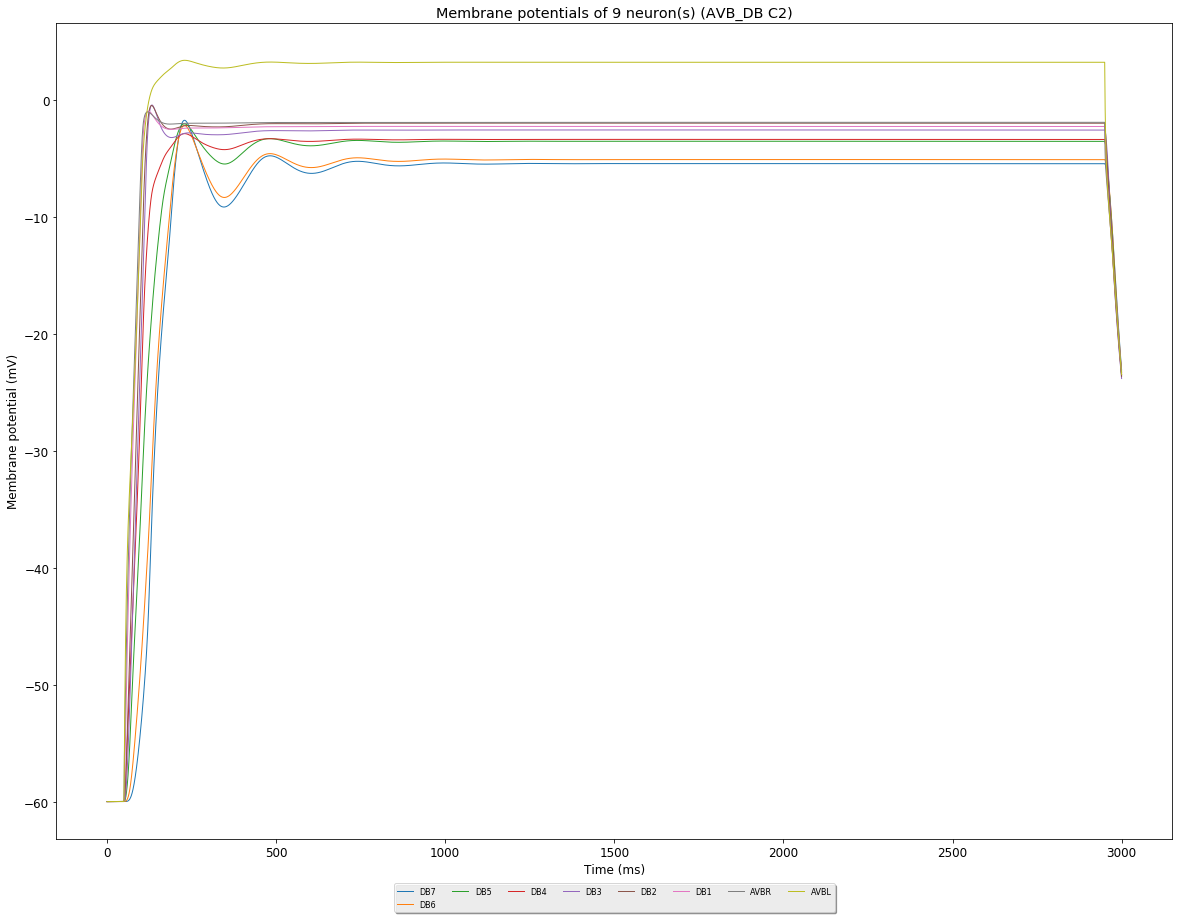 Membrane potentials of 9 neuron(s) (AVB_DB C2)
Membrane potential (mV)
0
−10
−20
−30
−40
−50
−60
0 500 1000 1500 2000 2500 3000
Time (ms)
DB7 DB5 DB4 DB3 DB2 DB1 AVBR AVBL
DB6